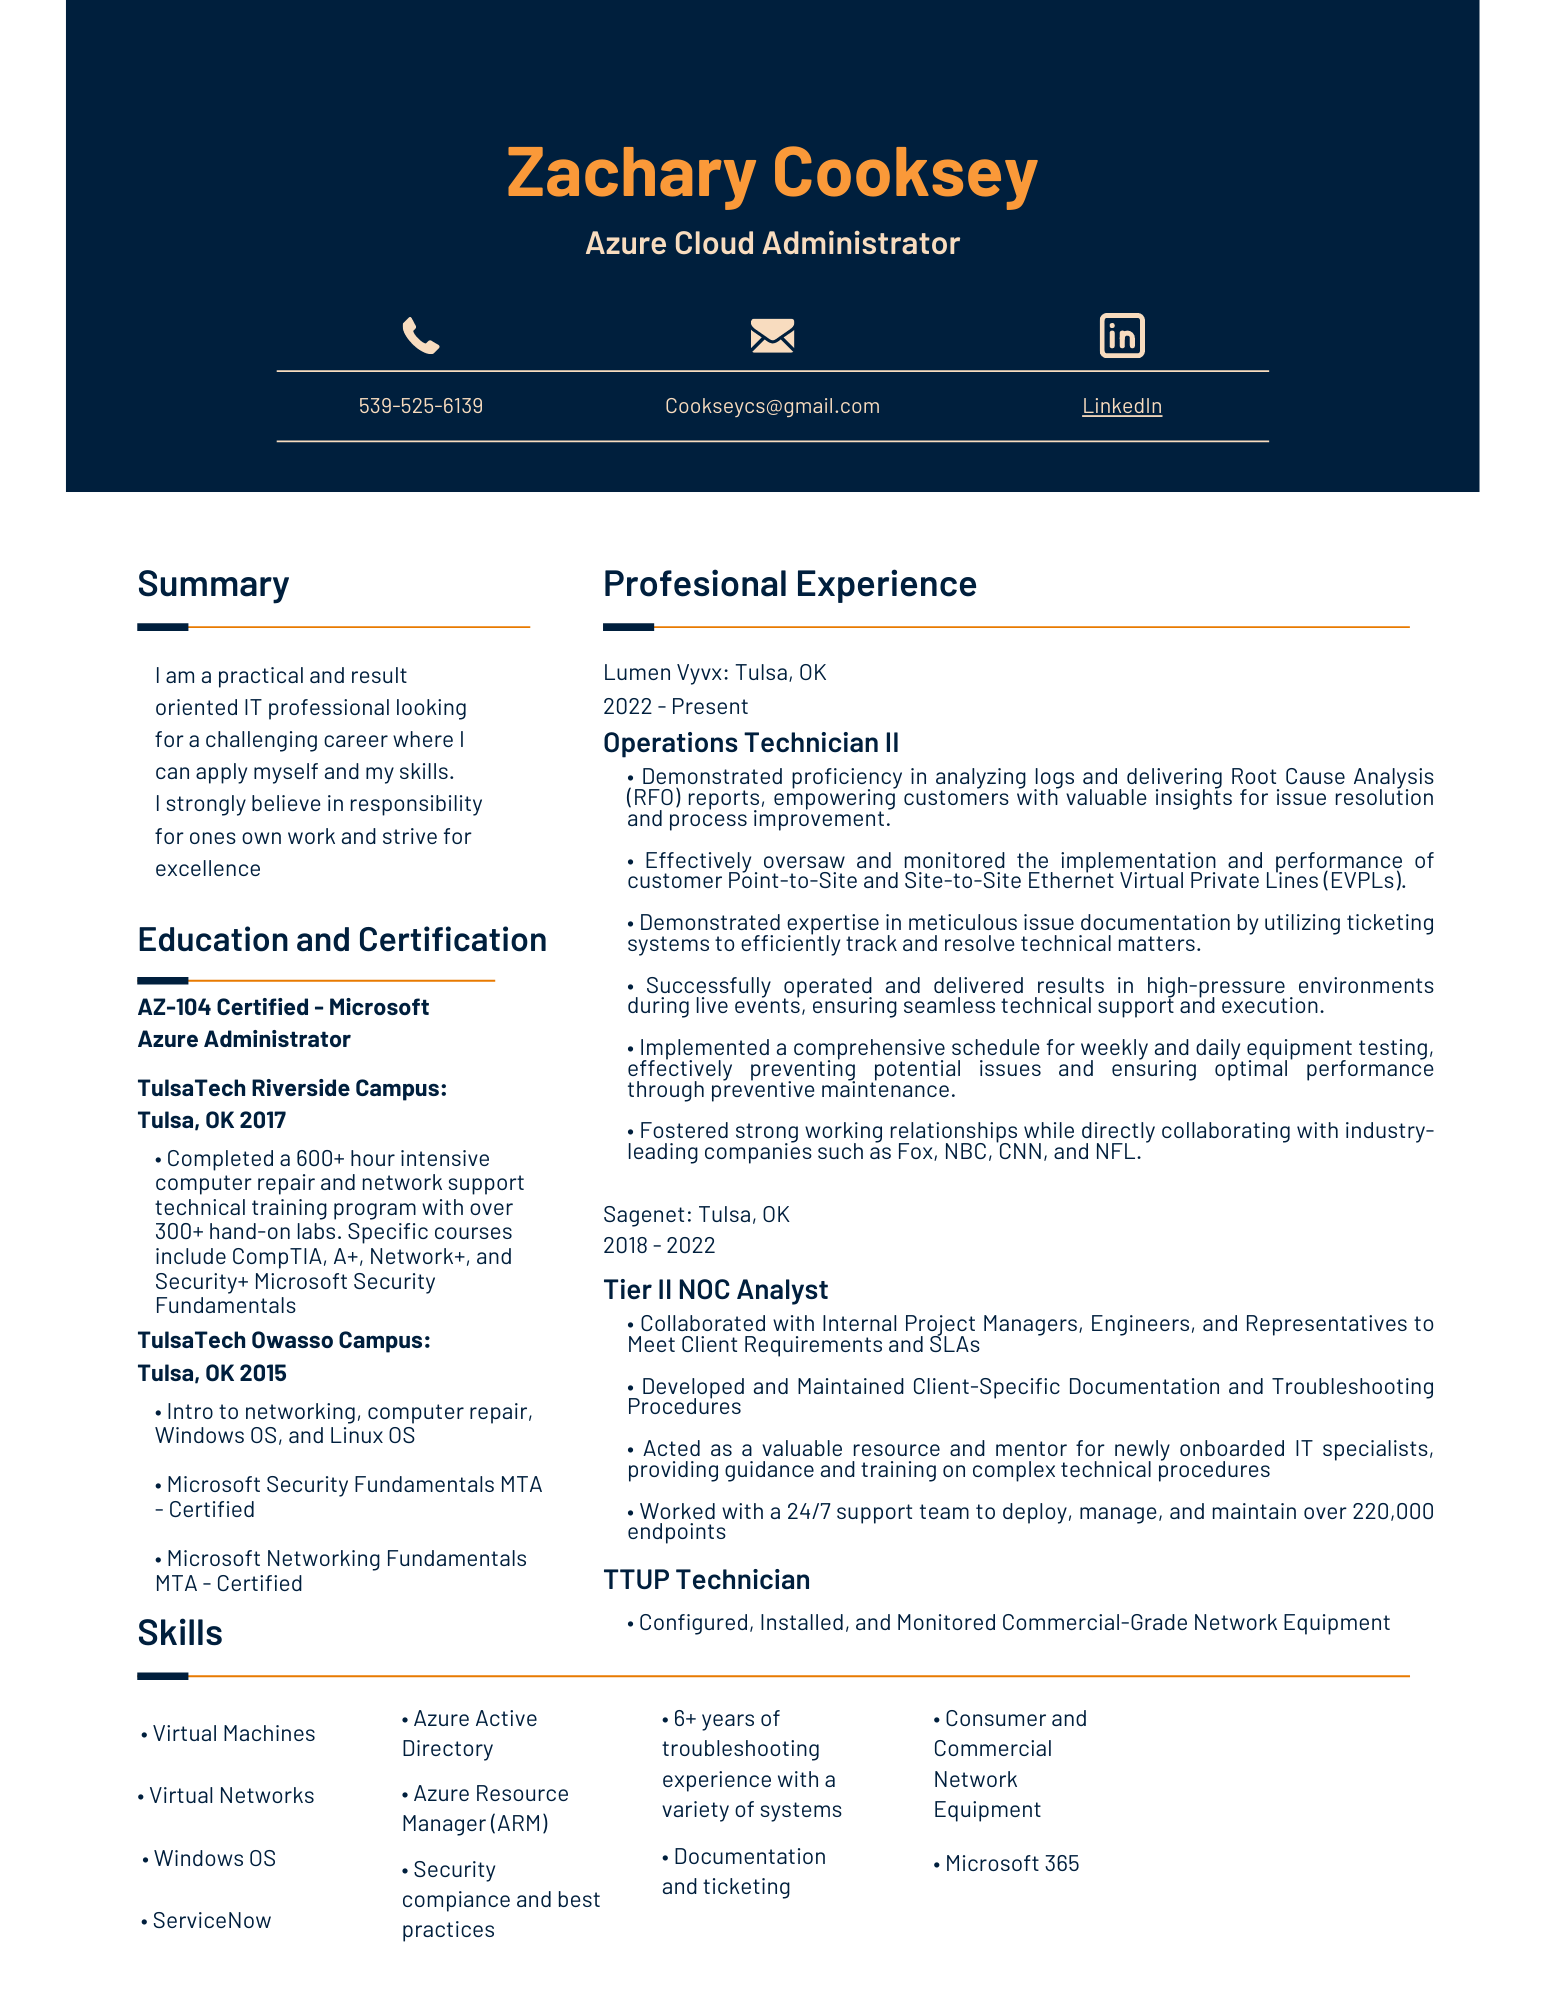 Zachary Cooksey
Azure Cloud Administrator
539-525-6139
Cookseycs@gmail.com
LinkedIn
Summary
I am a practical and result
oriented IT professional looking
for a challenging career where I
can apply myself and my skills.
I strongly believe in responsibility
for ones own work and strive for
excellence
Education and Certification
AZ-104 Certified - Microsoft
Azure Administrator
TulsaTech Riverside Campus:
Tulsa, OK 2017
• Completed a 600+ hour intensive
computer repair and network support
technical training program with over
300+ hand-on labs. Specific courses
include CompTIA, A+, Network+, and
Security+ Microsoft Security
Fundamentals
TulsaTech Owasso Campus:
Tulsa, OK 2015
• Intro to networking, computer repair,
Windows OS, and Linux OS
• Microsoft Security Fundamentals MTA
- Certified
• Microsoft Networking Fundamentals
MTA - Certified
Profesional Experience
Lumen Vyvx: Tulsa, OK
2022 - Present
Operations Technician II
• Demonstrated proficiency in analyzing logs and delivering Root Cause Analysis
(RFO) reports, empowering customers with valuable insights for issue resolution
and process improvement.
• Effectively oversaw and monitored the implementation and performance of
customer Point-to-Site and Site-to-Site Ethernet Virtual Private Lines (EVPLs).
• Demonstrated expertise in meticulous issue documentation by utilizing ticketing
systems to efficiently track and resolve technical matters.
• Successfully operated and delivered results in high-pressure environments
during live events, ensuring seamless technical support and execution.
• Implemented a comprehensive schedule for weekly and daily equipment testing,
effectively preventing potential issues and ensuring optimal performance
through preventive maintenance.
• Fostered strong working relationships while directly collaborating with industry-
leading companies such as Fox, NBC, CNN, and NFL.
Sagenet: Tulsa, OK
2018 - 2022
Tier II NOC Analyst
• Collaborated with Internal Project Managers, Engineers, and Representatives to
Meet Client Requirements and SLAs
• Developed and Maintained Client-Specific Documentation and Troubleshooting
Procedures
• Acted as a valuable resource and mentor for newly onboarded IT specialists,
providing guidance and training on complex technical procedures
• Worked with a 24/7 support team to deploy, manage, and maintain over 220,000
endpoints
TTUP Technician
• Configured, Installed, and Monitored Commercial-Grade Network Equipment
Skills
• Virtual Machines
• Virtual Networks
• Windows OS
• ServiceNow
• Azure Active
Directory
• Azure Resource
Manager (ARM)
• Security
compiance and best
practices
• 6+ years of
troubleshooting
experience with a
variety of systems
• Documentation
and ticketing
• Consumer and
Commercial
Network
Equipment
• Microsoft 365